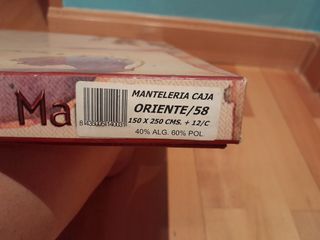 MANTELERIA CAJA
ORIENTE/58
150 X 250 CMS. + 12/C
40% ALG. 60% POL
Ma